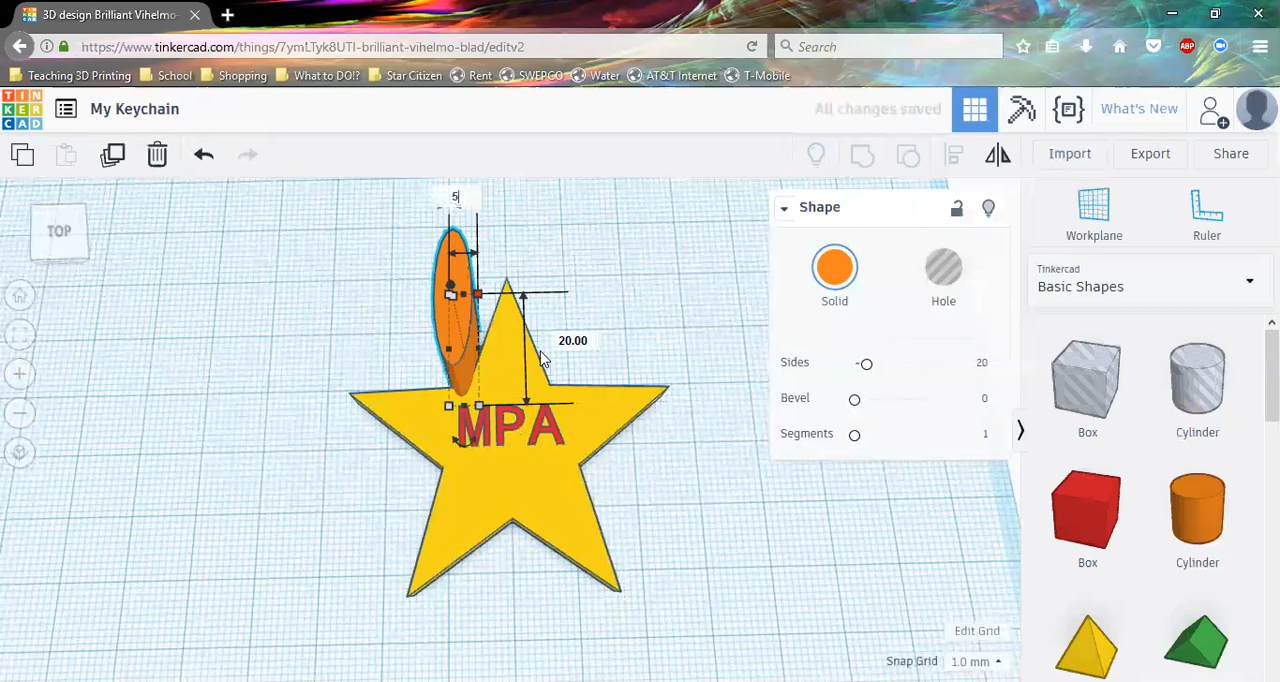 3D design Brilliant Vihelmo-
https://www.tinkercad.com/things/7ymLTyk8UTI-brilliant-vihelmo-blad/editv2
Search
ABP
Teaching 3D Printing
School
Shopping
What to DO!?
Star Citizen
Rent
SWEPCO
Water
AT&T Internet
T-Mobile
TIN
KER
CAD
My Keychain
All changes saved
What's New
Import
Export
Share
TOP
5
20.00
MPA
Shape
Solid
Hole
Sides
20
Bevel
0
Segments
1
Workplane
Ruler
Tinkercad
Basic Shapes
Box
Cylinder
Box
Cylinder
Edit Grid
Snap Grid
1.0 mm